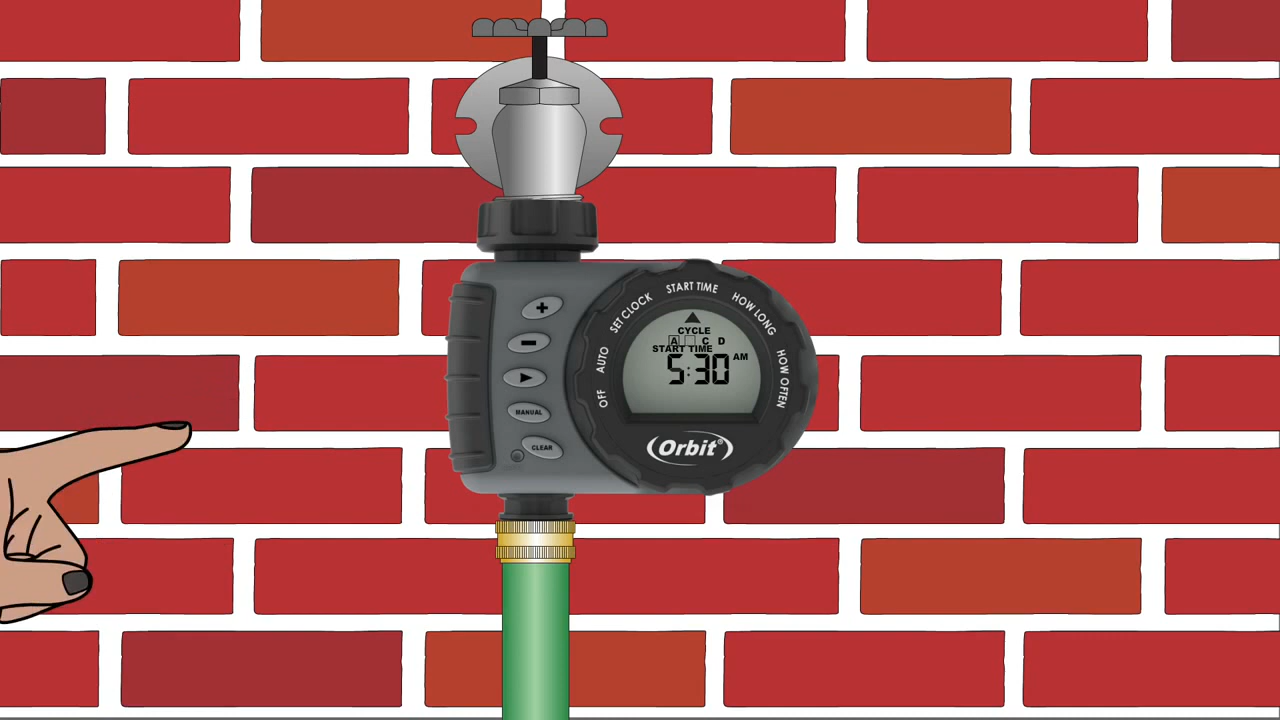 START TIME
SET CLOCK
HOW LONG
AUTO
HOW OFTEN
OFF
CYCLE
A C D
START TIME
5:30 AM
+
-
MANUAL
CLEAR
(Orbit®)